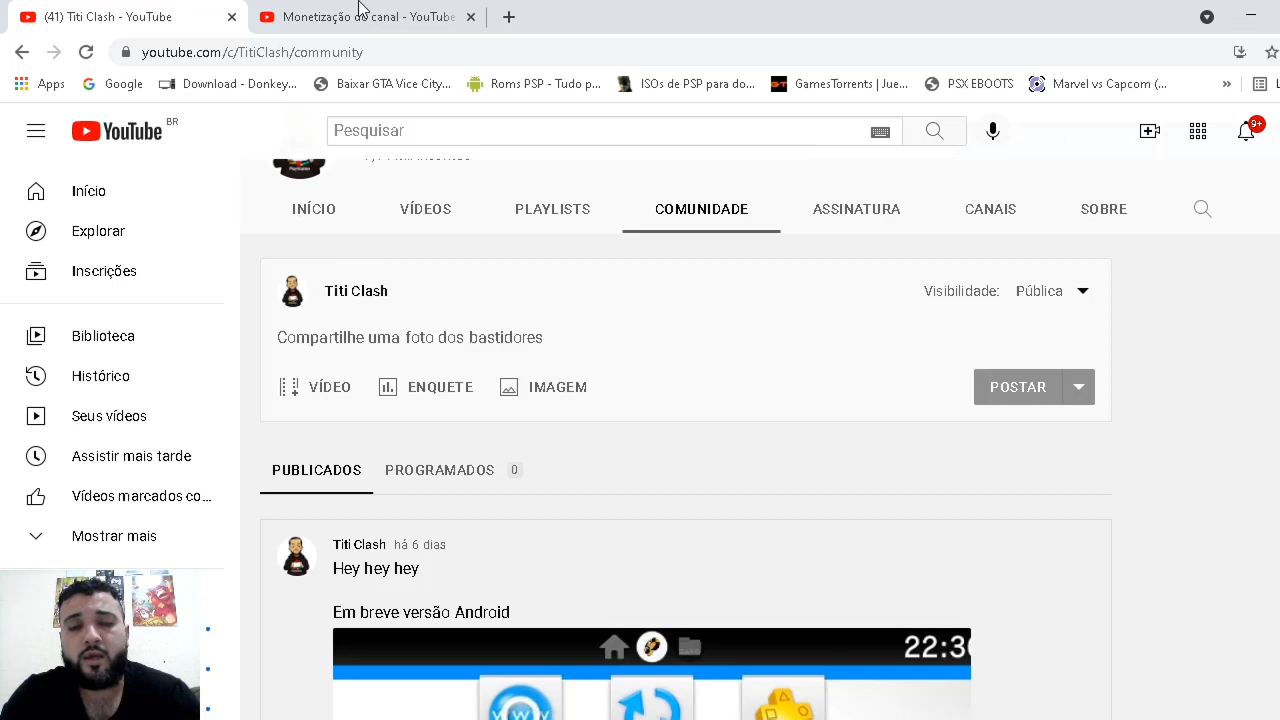 (41) Titi Clash - YouTube
Monetização do canal - YouTube
youtube.com/c/TitiClash/community
Apps
Google
Download - Donkey...
Baixar GTA Vice City...
Roms PSP - Tudo p...
ISOs de PSP para do...
GamesTorrents | Jue...
PSX EBOOTS
Marvel vs Capcom (...
»
YouTube BR
Pesquisar
9+
INÍCIO
VÍDEOS
PLAYLISTS
COMUNIDADE
ASSINATURA
CANAIS
SOBRE
Início
Explorar
Inscrições
Biblioteca
Histórico
Seus vídeos
Assistir mais tarde
Vídeos marcados co...
Mostrar mais
Titi Clash
Visibilidade: Pública
Compartilhe uma foto dos bastidores
VÍDEO
ENQUETE
IMAGEM
POSTAR
PUBLICADOS
PROGRAMADOS 0
Titi Clash há 6 dias
Hey hey hey
Em breve versão Android
22:3
WWW